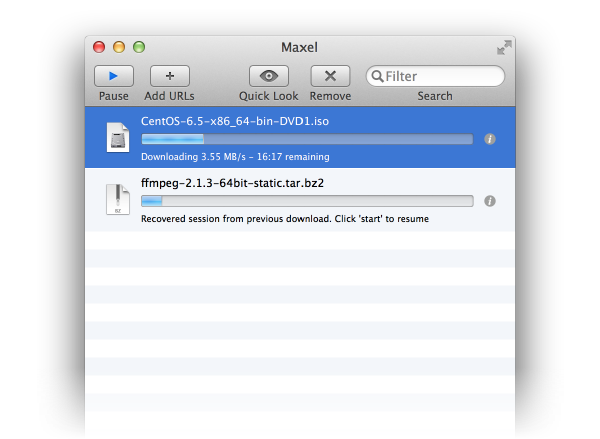 Maxel
Filter
Pause Add URLs Quick Look Remove Search
CentOS-6.5-x86_64-bin-DVD1.iso
Downloading 3.55 MB/s - 16:17 remaining
ffmpeg-2.1.3-64bit-static.tar.bz2
BZ
Recovered session from previous download. Click 'start' to resume